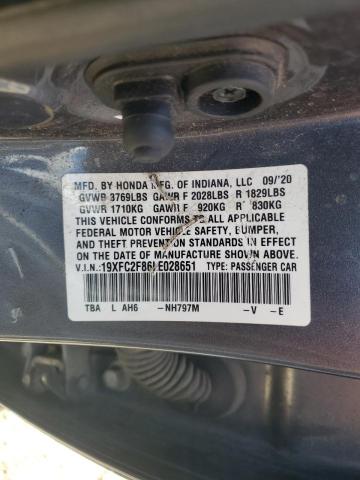 MFD. BY HONDA MFG. OF INDIANA, LLC 09/'20
GVWR 3769LBS GAWR F 2028LBS R 1829LBS
GVWR 1710KG GAWR F 920KG R 830KG
THIS VEHICLE CONFORMS TO ALL APPLICABLE
FEDERAL MOTOR VEHICLE SAFETY, BUMPER,
AND THEFT PREVENTION STANDARDS IN EFFECT
ON THE DATE OF MANUFACTURE SHOWN ABOVE.
V.I.N.:19XFC2F86LE028651 TYPE: PASSENGER CAR
TBA L AH6 -NH797M -V -E